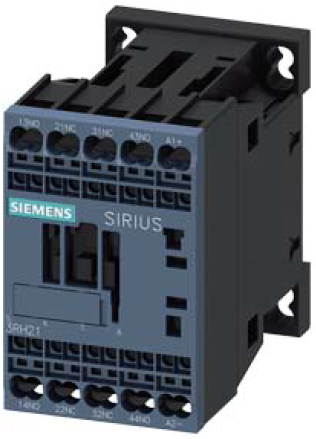 13NO 21NC 31NC 43NO A1+
SIEMENS
SIRIUS
3RH21
14NO 22NC 32NC 44NO A2-